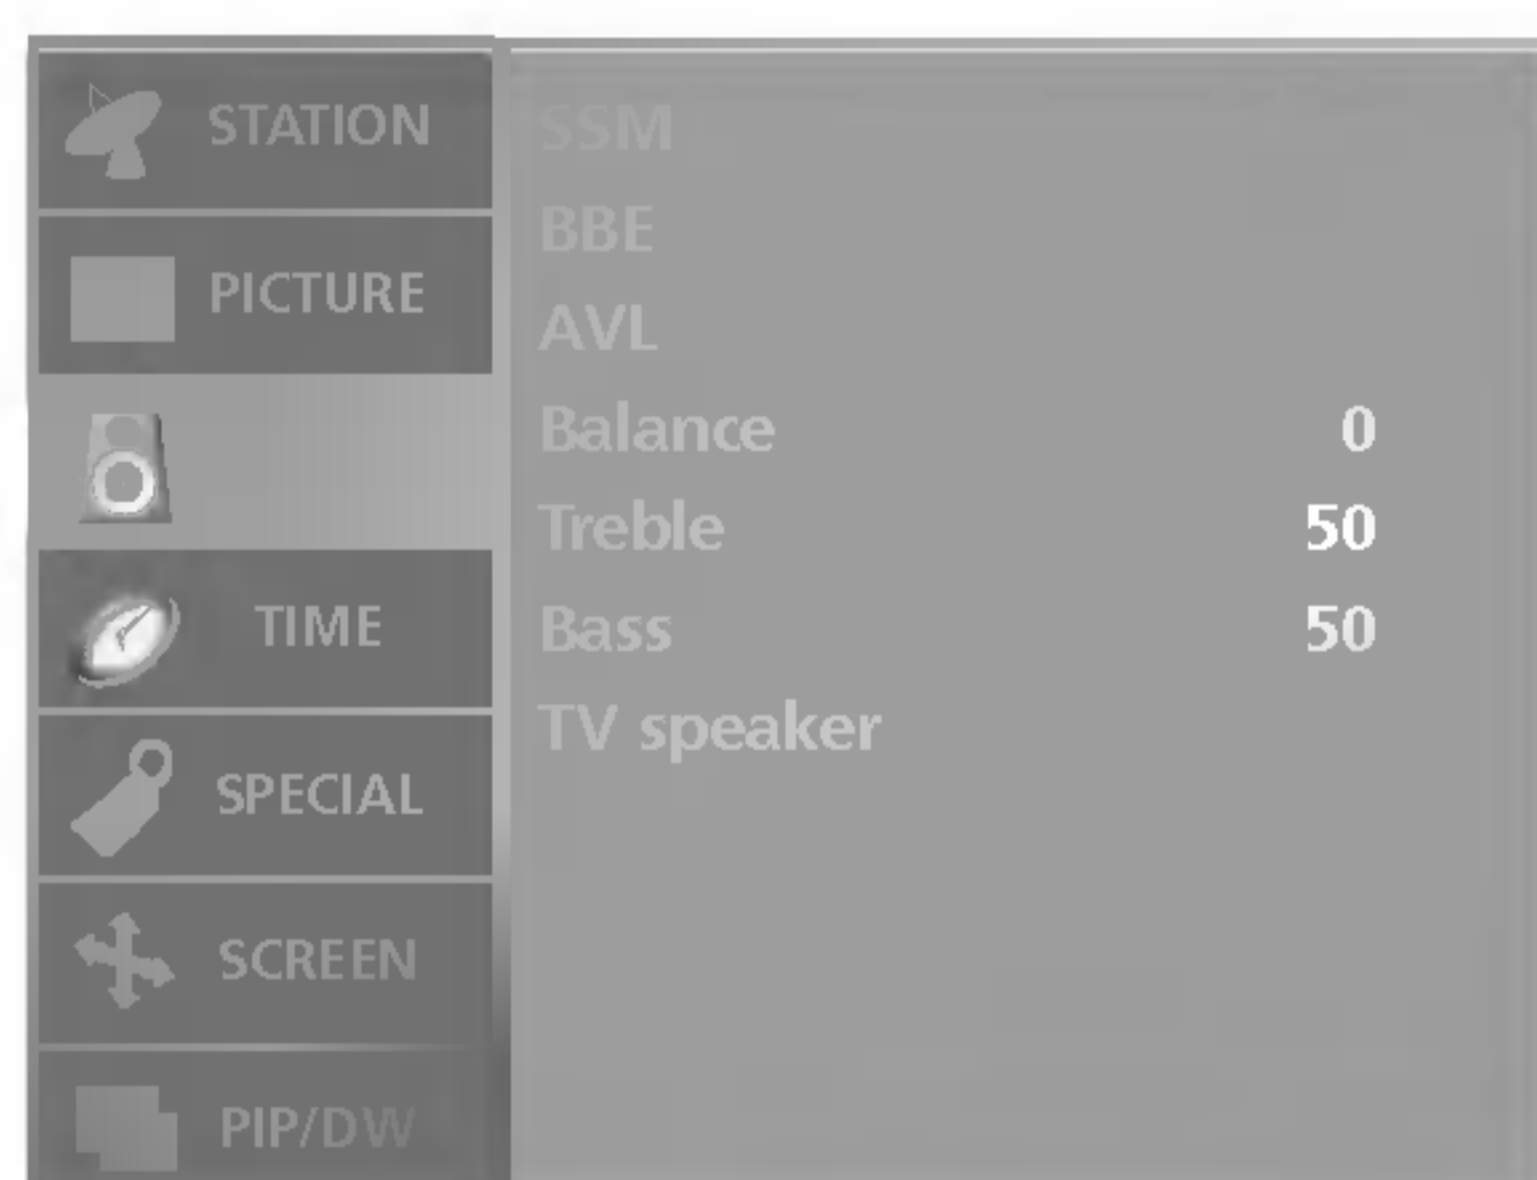 STATION
PICTURE
TIME
SPECIAL
SCREEN
PIP/DW
SSM
BBE
AVL
Balance 0
Treble 50
Bass 50
TV speaker